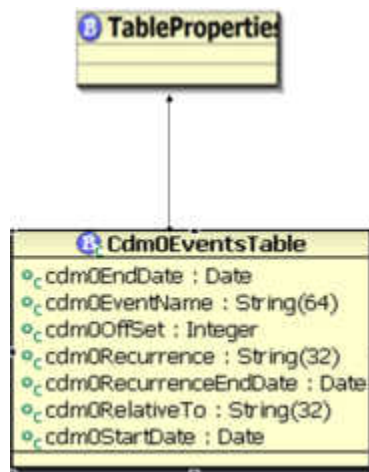 B TableProperties
B Cdm0EventsTable
c cdm0EndDate : Date
c cdm0EventName : String(64)
c cdm0OffSet : Integer
c cdm0Recurrence : String(32)
c cdm0RecurrenceEndDate : Date
c cdm0RelativeTo : String(32)
c cdm0StartDate : Date